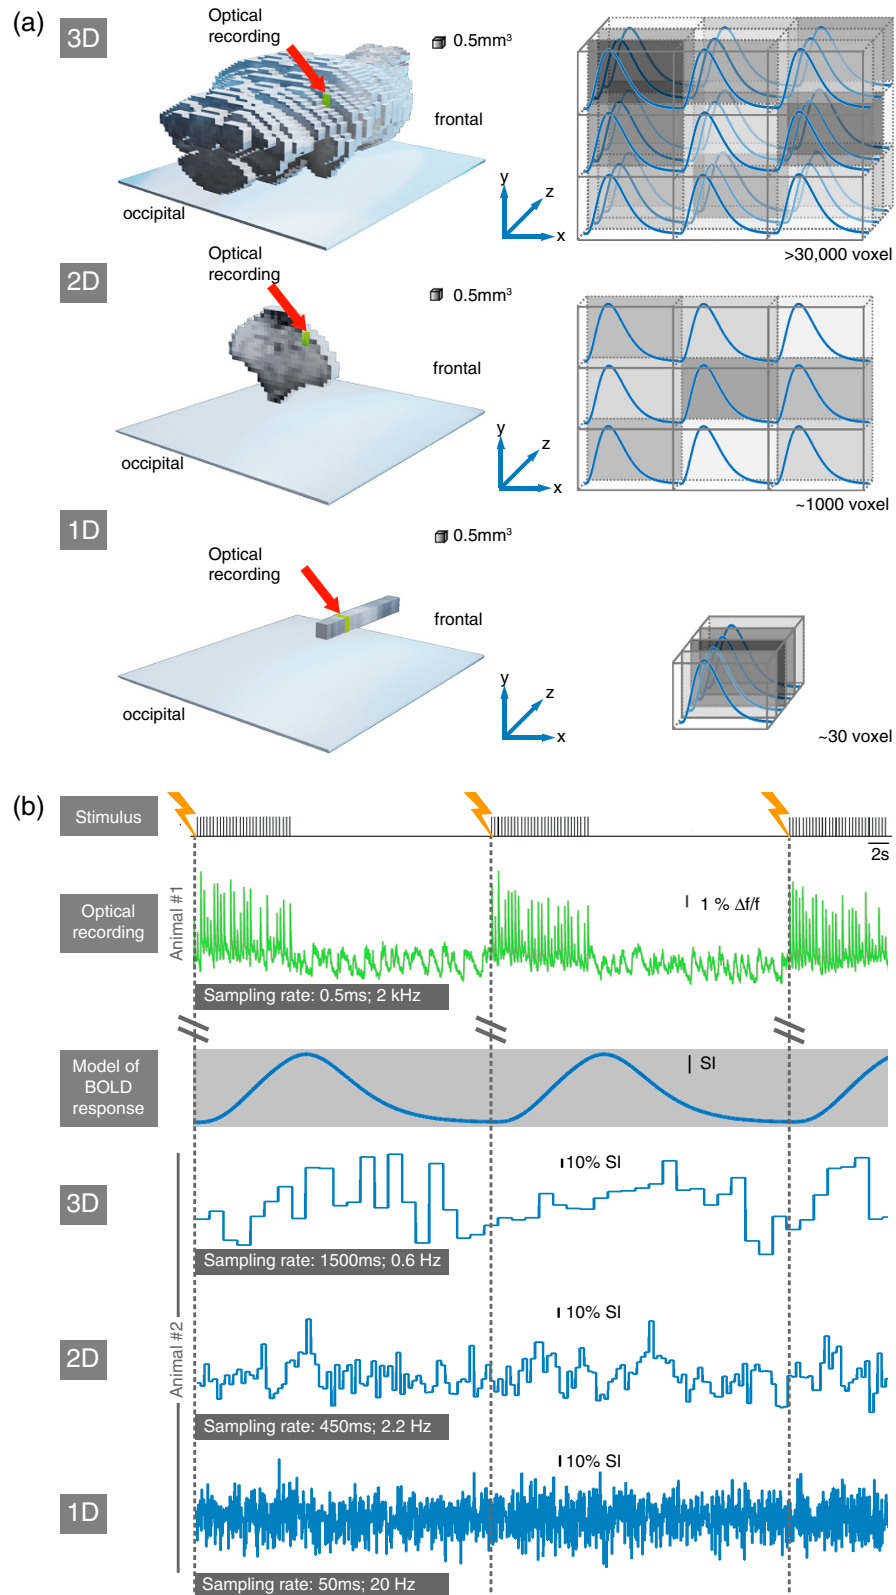 (a)
3D
Optical
recording
0.5mm³
frontal
occipital
y
z
x
>30,000 voxel
2D
Optical
recording
0.5mm³
frontal
occipital
y
z
x
~1000 voxel
1D
Optical
recording
0.5mm³
frontal
occipital
y
z
x
~30 voxel
(b)
Stimulus
2s
Optical
recording
Animal #1
1 % Δf/f
Sampling rate: 0.5ms; 2 kHz
Model of
BOLD
response
SI
3D
10% SI
Sampling rate: 1500ms; 0.6 Hz
Animal #2
2D
10% SI
Sampling rate: 450ms; 2.2 Hz
1D
10% SI
Sampling rate: 50ms; 20 Hz